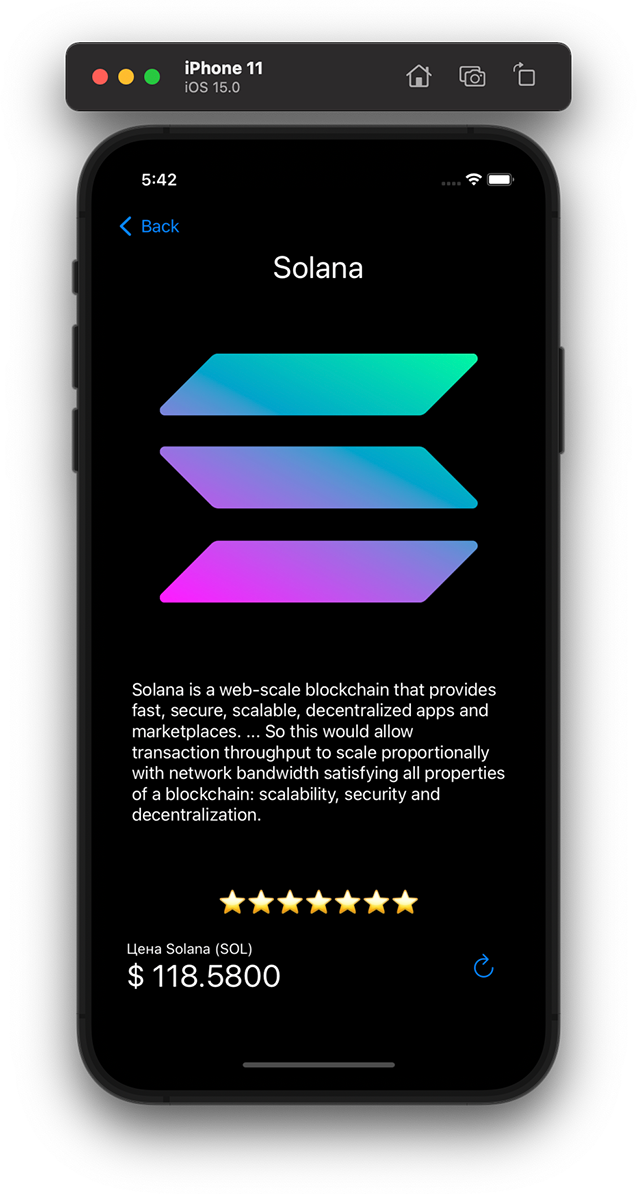 iPhone 11
iOS 15.0
5:42
Back
Solana
Solana is a web-scale blockchain that provides
fast, secure, scalable, decentralized apps and
marketplaces. ... So this would allow
transaction throughput to scale proportionally
with network bandwidth satisfying all properties
of a blockchain: scalability, security and
decentralization.
⭐⭐⭐⭐⭐⭐⭐
Цена Solana (SOL)
$ 118.5800